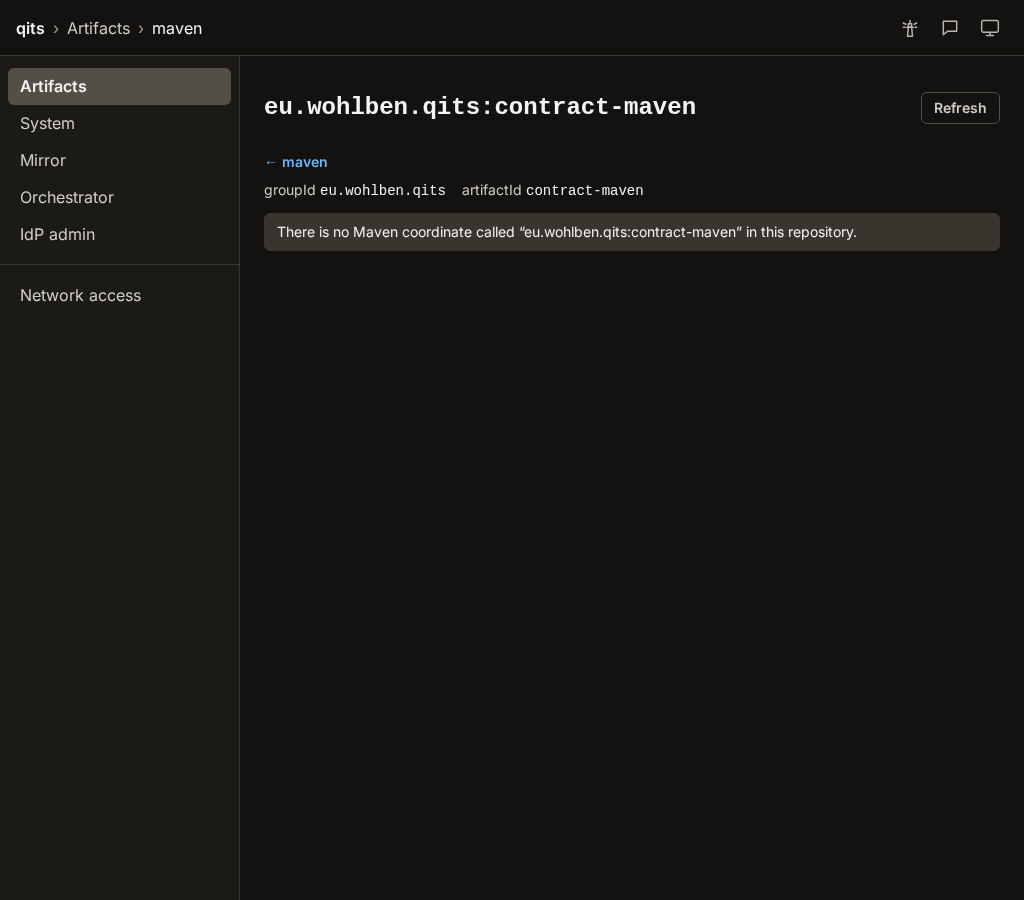 qits › Artifacts › maven
Artifacts
System
Mirror
Orchestrator
IdP admin
Network access
eu.wohlben.qits:contract-maven
Refresh
← maven
groupId eu.wohlben.qits artifactId contract-maven
There is no Maven coordinate called “eu.wohlben.qits:contract-maven” in this repository.